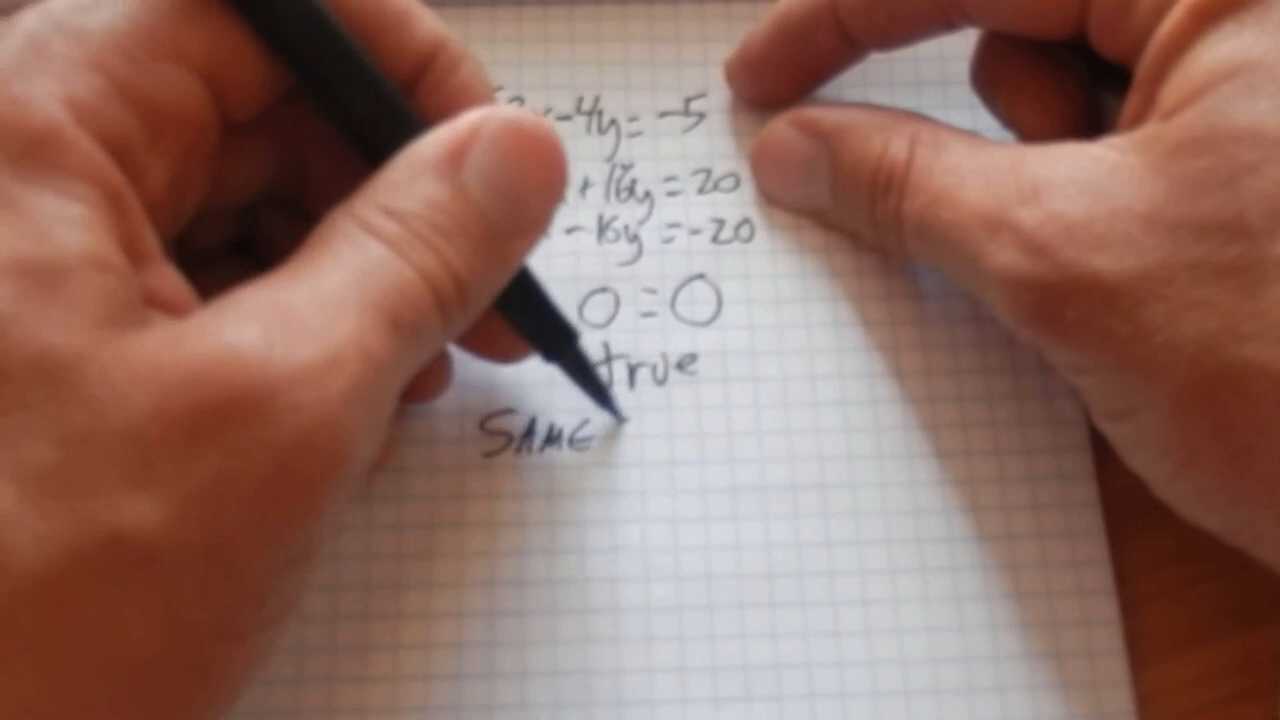 -4y = -5
+ 16y = 20
- 16y = -20
0 = 0
true
SAME